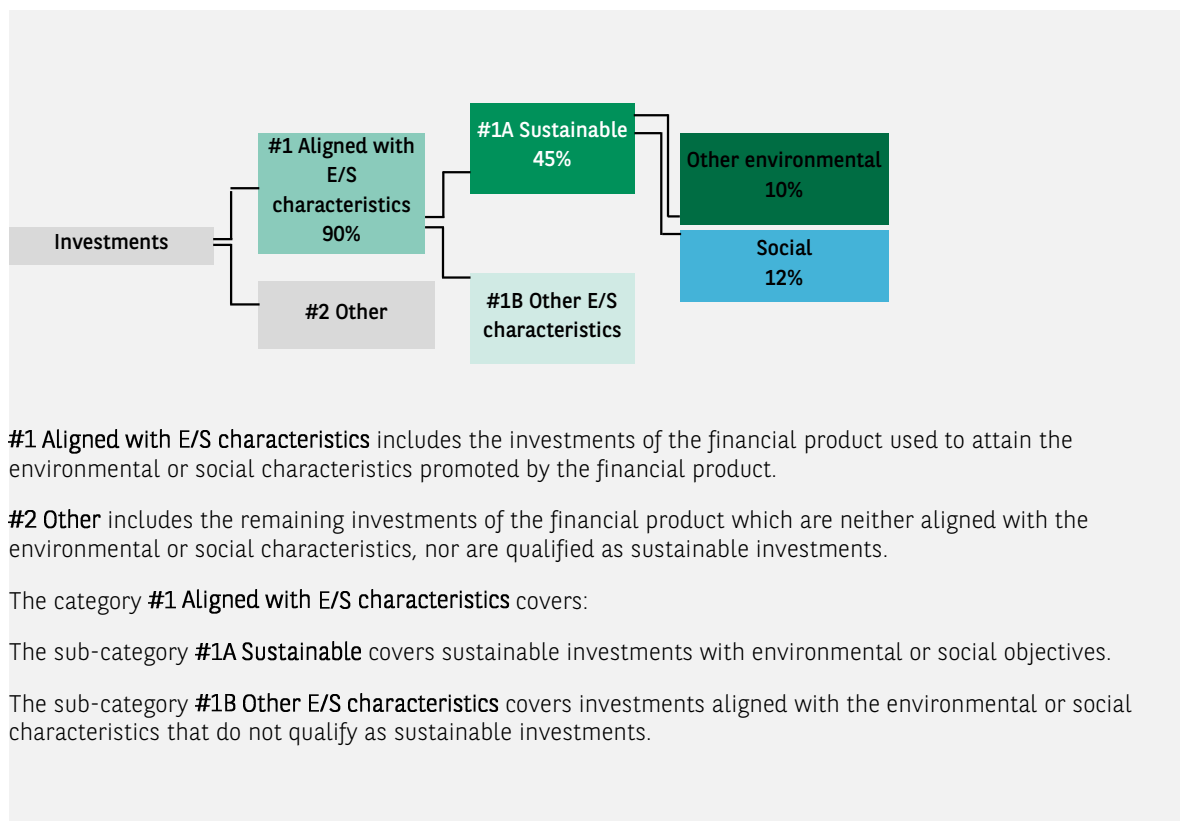 #1A Sustainable
45%
#1 Aligned with
E/S
characteristics
90%
Other environmental
10%
Investments
Social
12%
#2 Other
#1B Other E/S
characteristics
#1 Aligned with E/S characteristics includes the investments of the financial product used to attain the
environmental or social characteristics promoted by the financial product.
#2 Other includes the remaining investments of the financial product which are neither aligned with the
environmental or social characteristics, nor are qualified as sustainable investments.
The category #1 Aligned with E/S characteristics covers:
The sub-category #1A Sustainable covers sustainable investments with environmental or social objectives.
The sub-category #1B Other E/S characteristics covers investments aligned with the environmental or social
characteristics that do not qualify as sustainable investments.